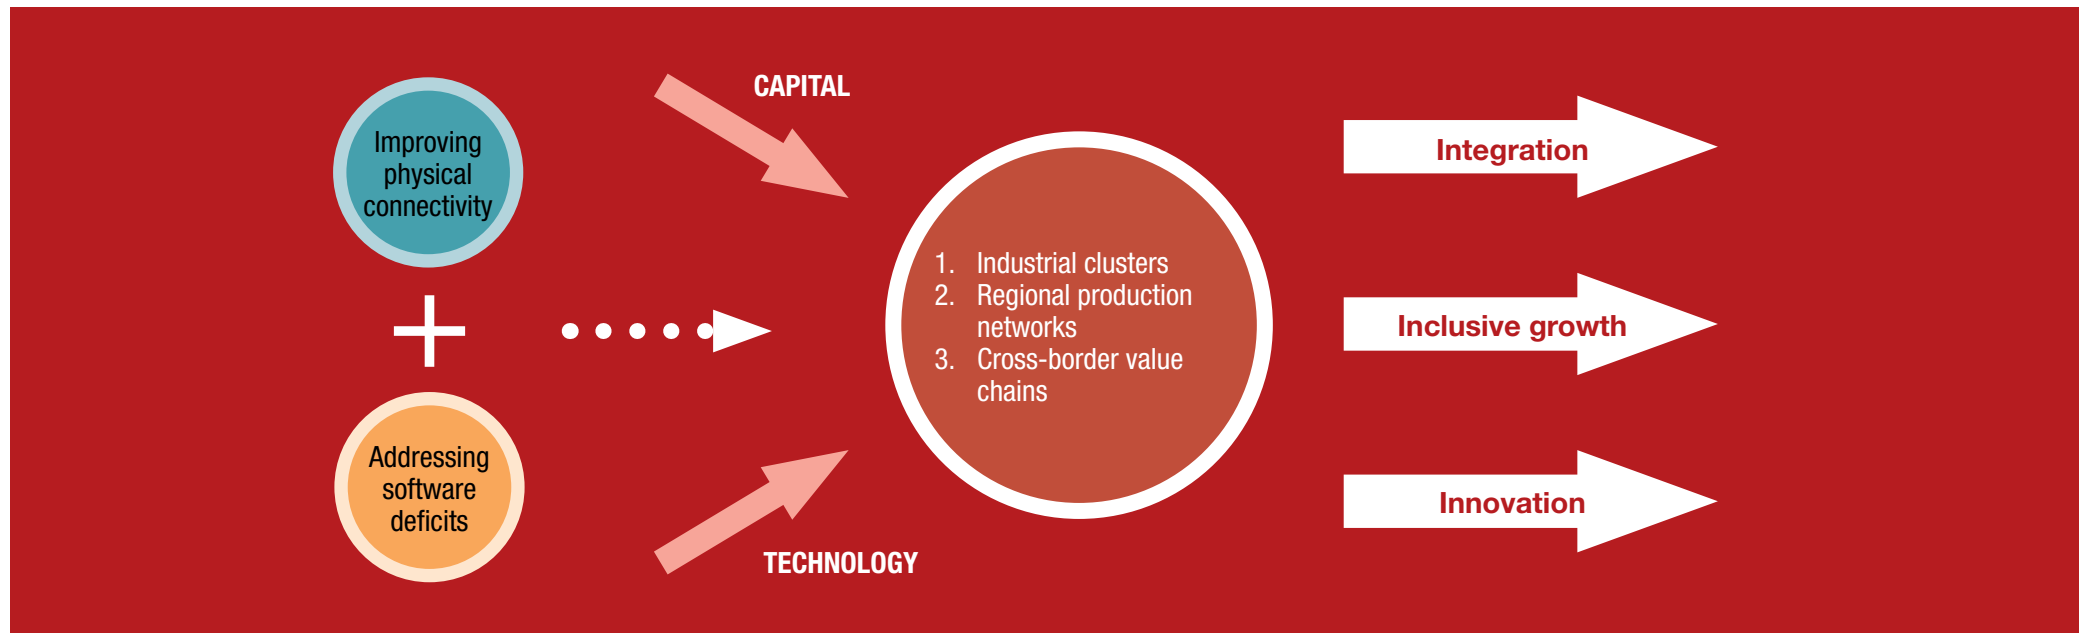 Improving
physical
connectivity
Addressing
software
deficits
CAPITAL
TECHNOLOGY
1. Industrial clusters
2. Regional production
networks
3. Cross-border value
chains
Integration
Inclusive growth
Innovation